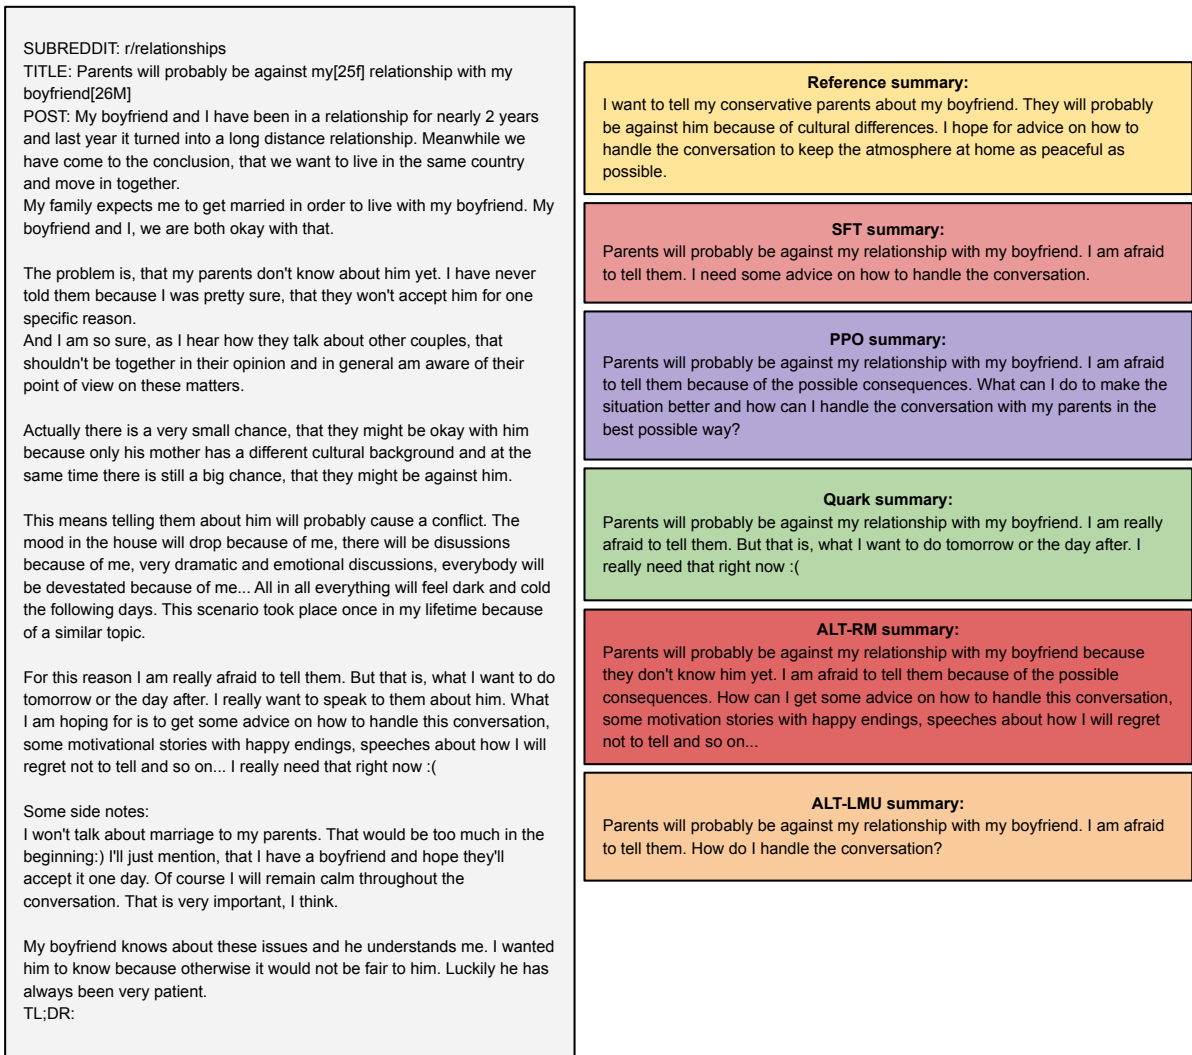 SUBREDDIT: r/relationships
TITLE: Parents will probably be against my[25f] relationship with my
boyfriend[26M]
POST: My boyfriend and I have been in a relationship for nearly 2 years
and last year it turned into a long distance relationship. Meanwhile we
have come to the conclusion, that we want to live in the same country
and move in together.
My family expects me to get married in order to live with my boyfriend. My
boyfriend and I, we are both okay with that.
The problem is, that my parents don't know about him yet. I have never
told them because I was pretty sure, that they won't accept him for one
specific reason.
And I am so sure, as I hear how they talk about other couples, that
shouldn't be together in their opinion and in general am aware of their
point of view on these matters.
Actually there is a very small chance, that they might be okay with him
because only his mother has a different cultural background and at the
same time there is still a big chance, that they might be against him.
This means telling them about him will probably cause a conflict. The
mood in the house will drop because of me, there will be disussions
because of me, very dramatic and emotional discussions, everybody will
be devestated because of me... All in all everything will feel dark and cold
the following days. This scenario took place once in my lifetime because
of a similar topic.
For this reason I am really afraid to tell them. But that is, what I want to do
tomorrow or the day after. I really want to speak to them about him. What
I am hoping for is to get some advice on how to handle this conversation,
some motivational stories with happy endings, speeches about how I will
regret not to tell and so on... I really need that right now :(
Some side notes:
I won't talk about marriage to my parents. That would be too much in the
beginning:) I'll just mention, that I have a boyfriend and hope they'll
accept it one day. Of course I will remain calm throughout the
conversation. That is very important, I think.
My boyfriend knows about these issues and he understands me. I wanted
him to know because otherwise it would not be fair to him. Luckily he has
always been very patient.
TL;DR:
Reference summary:
I want to tell my conservative parents about my boyfriend. They will probably
be against him because of cultural differences. I hope for advice on how to
handle the conversation to keep the atmosphere at home as peaceful as
possible.
SFT summary:
Parents will probably be against my relationship with my boyfriend. I am afraid
to tell them. I need some advice on how to handle the conversation.
PPO summary:
Parents will probably be against my relationship with my boyfriend. I am afraid
to tell them because of the possible consequences. What can I do to make the
situation better and how can I handle the conversation with my parents in the
best possible way?
Quark summary:
Parents will probably be against my relationship with my boyfriend. I am really
afraid to tell them. But that is, what I want to do tomorrow or the day after. I
really need that right now :(
ALT-RM summary:
Parents will probably be against my relationship with my boyfriend because
they don't know him yet. I am afraid to tell them because of the possible
consequences. How can I get some advice on how to handle this conversation,
some motivation stories with happy endings, speeches about how I will regret
not to tell and so on...
ALT-LMU summary:
Parents will probably be against my relationship with my boyfriend. I am afraid
to tell them. How do I handle the conversation?